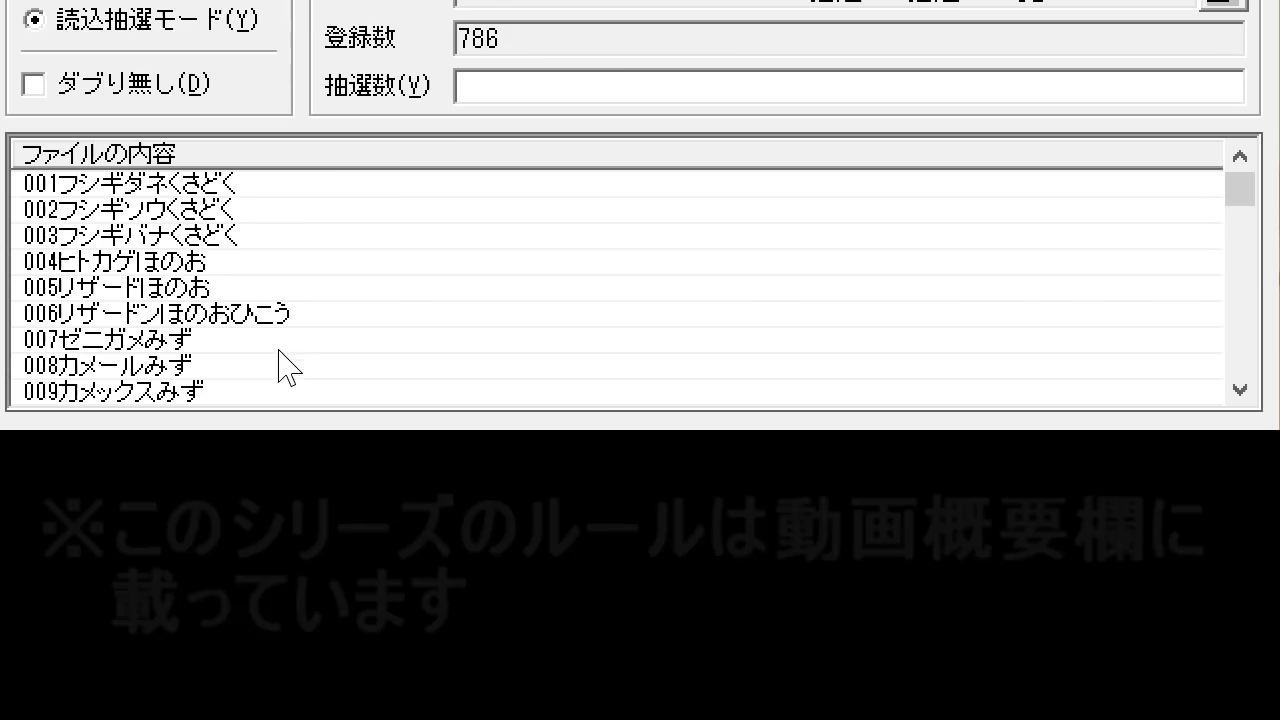 読込抽選モード(Y)
ダブり無し(D)
登録数 786
抽選数(V)
ファイルの内容
001フシギダネくさどく
002フシギソウくさどく
003フシギバナくさどく
004ヒトカゲほのお
005リザードほのお
006リザードンほのおひこう
007ゼニガメみず
008カメールみず
009カメックスみず
※このシリーズのルールは動画概要欄に
載っています